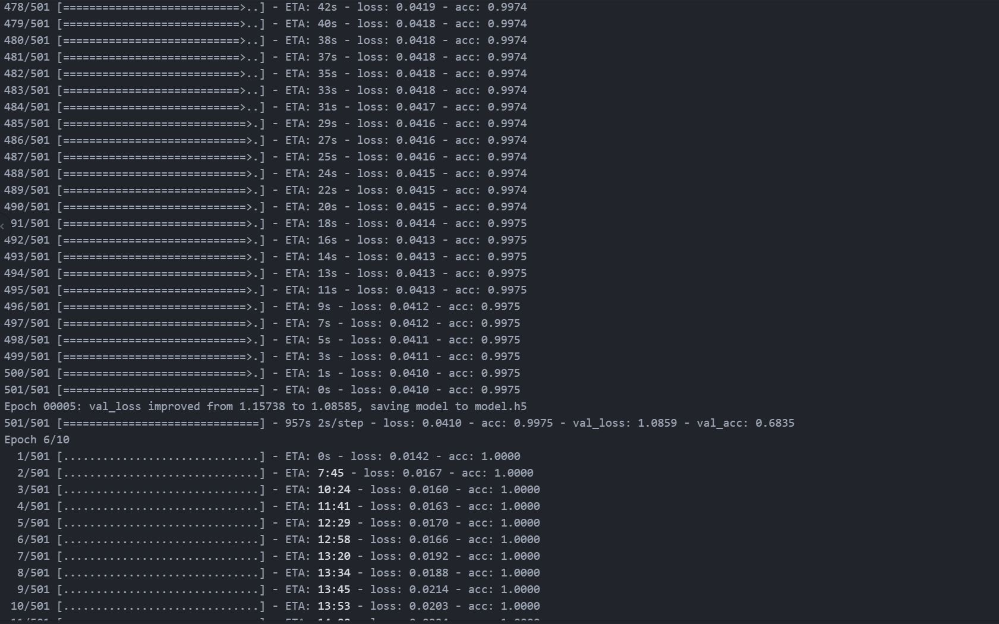 478/501 [===========================>..] - ETA: 42s - loss: 0.0419 - acc: 0.9974
479/501 [===========================>..] - ETA: 40s - loss: 0.0418 - acc: 0.9974
480/501 [===========================>..] - ETA: 38s - loss: 0.0418 - acc: 0.9974
481/501 [===========================>..] - ETA: 37s - loss: 0.0418 - acc: 0.9974
482/501 [===========================>..] - ETA: 35s - loss: 0.0418 - acc: 0.9974
483/501 [===========================>..] - ETA: 33s - loss: 0.0418 - acc: 0.9974
484/501 [===========================>..] - ETA: 31s - loss: 0.0417 - acc: 0.9974
485/501 [============================>.] - ETA: 29s - loss: 0.0416 - acc: 0.9974
486/501 [============================>.] - ETA: 27s - loss: 0.0416 - acc: 0.9974
487/501 [============================>.] - ETA: 25s - loss: 0.0416 - acc: 0.9974
488/501 [============================>.] - ETA: 24s - loss: 0.0415 - acc: 0.9974
489/501 [============================>.] - ETA: 22s - loss: 0.0415 - acc: 0.9974
490/501 [============================>.] - ETA: 20s - loss: 0.0415 - acc: 0.9974
91/501 [============================>.] - ETA: 18s - loss: 0.0414 - acc: 0.9975
492/501 [============================>.] - ETA: 16s - loss: 0.0413 - acc: 0.9975
493/501 [============================>.] - ETA: 14s - loss: 0.0413 - acc: 0.9975
494/501 [============================>.] - ETA: 13s - loss: 0.0413 - acc: 0.9975
495/501 [============================>.] - ETA: 11s - loss: 0.0413 - acc: 0.9975
496/501 [============================>.] - ETA: 9s - loss: 0.0412 - acc: 0.9975
497/501 [============================>.] - ETA: 7s - loss: 0.0412 - acc: 0.9975
498/501 [============================>.] - ETA: 5s - loss: 0.0411 - acc: 0.9975
499/501 [============================>.] - ETA: 3s - loss: 0.0411 - acc: 0.9975
500/501 [============================>.] - ETA: 1s - loss: 0.0410 - acc: 0.9975
501/501 [==============================] - ETA: 0s - loss: 0.0410 - acc: 0.9975
Epoch 00005: val_loss improved from 1.15738 to 1.08585, saving model to model.h5
501/501 [==============================] - 957s 2s/step - loss: 0.0410 - acc: 0.9975 - val_loss: 1.0859 - val_acc: 0.6835
Epoch 6/10
1/501 [..............................] - ETA: 0s - loss: 0.0142 - acc: 1.0000
2/501 [..............................] - ETA: 7:45 - loss: 0.0167 - acc: 1.0000
3/501 [..............................] - ETA: 10:24 - loss: 0.0160 - acc: 1.0000
4/501 [..............................] - ETA: 11:41 - loss: 0.0163 - acc: 1.0000
5/501 [..............................] - ETA: 12:29 - loss: 0.0170 - acc: 1.0000
6/501 [..............................] - ETA: 12:58 - loss: 0.0166 - acc: 1.0000
7/501 [..............................] - ETA: 13:20 - loss: 0.0192 - acc: 1.0000
8/501 [..............................] - ETA: 13:34 - loss: 0.0188 - acc: 1.0000
9/501 [..............................] - ETA: 13:45 - loss: 0.0214 - acc: 1.0000
10/501 [..............................] - ETA: 13:53 - loss: 0.0203 - acc: 1.0000